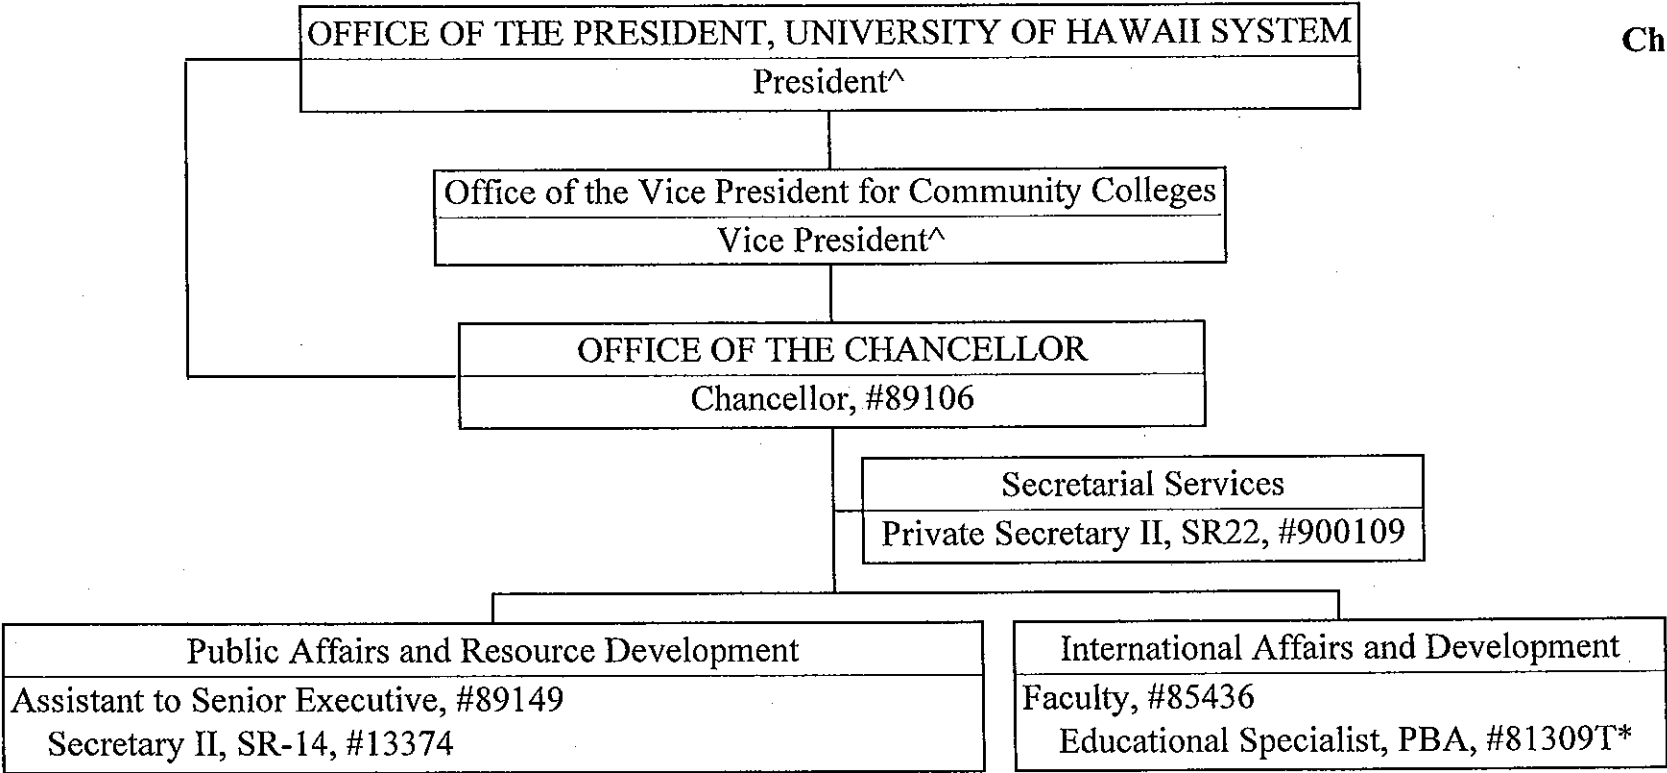 OFFICE OF THE PRESIDENT, UNIVERSITY OF HAWAII SYSTEM
Ch
President^
Office of the Vice President for Community Colleges
Vice President^
OFFICE OF THE CHANCELLOR
Chancellor, #89106
Secretarial Services
Private Secretary II, SR22, #900109
Public Affairs and Resource Development
Assistant to Senior Executive, #89149
Secretary II, SR-14, #13374
International Affairs and Development
Faculty, #85436
Educational Specialist, PBA, #81309T*